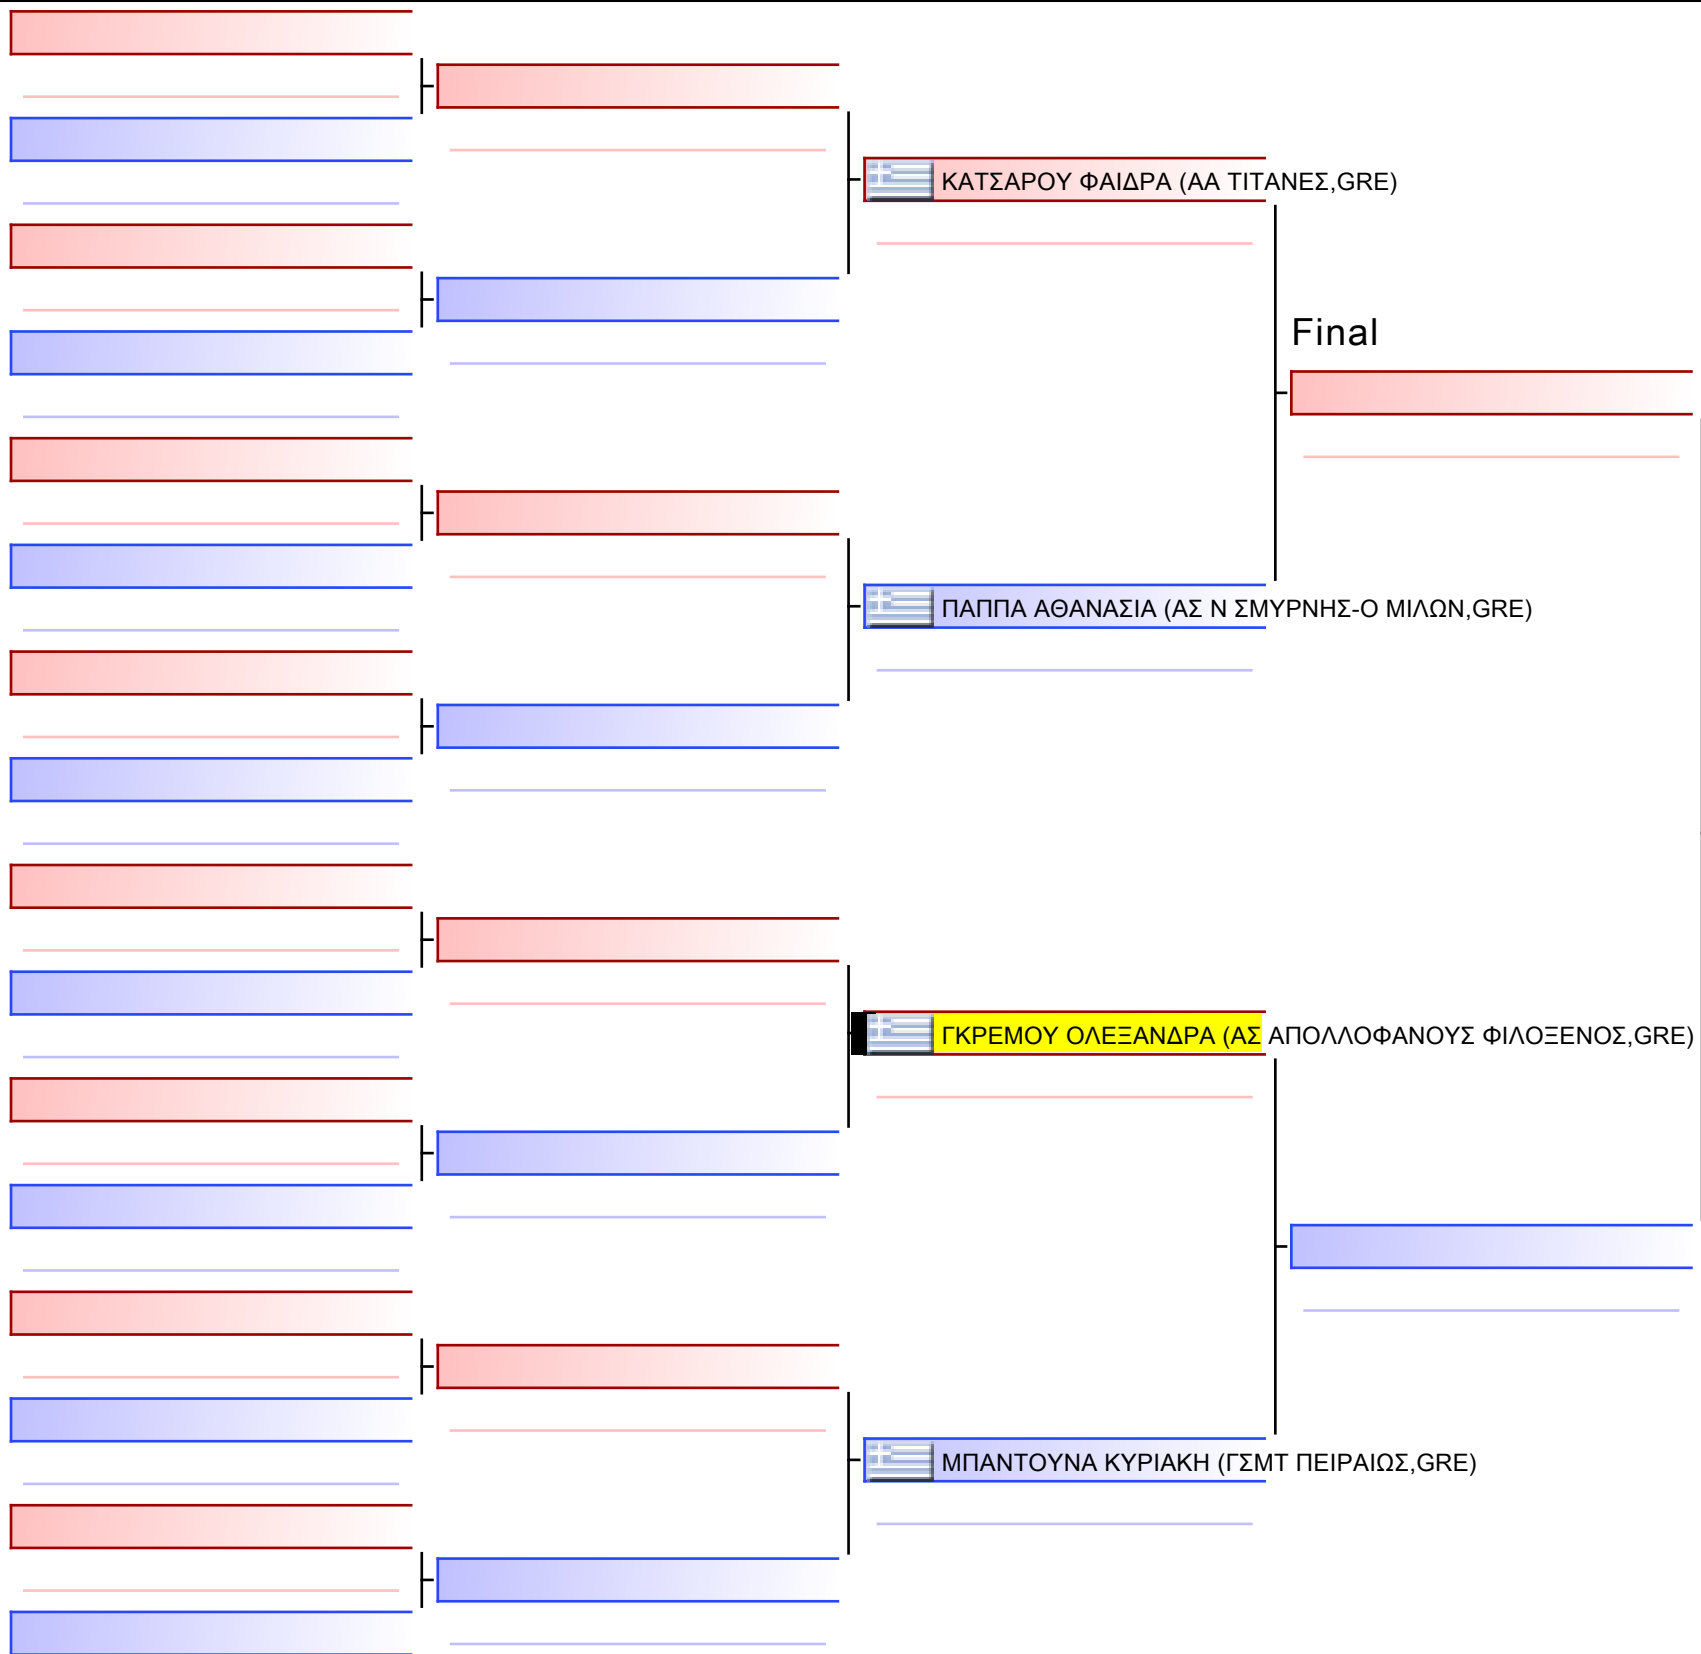 ΚΑΤΣΑΡΟΥ ΦΑΙΔΡΑ (ΑΑ ΤΙΤΑΝΕΣ,GRE)
Final
ΠΑΠΠΑ ΑΘΑΝΑΣΙΑ (ΑΣ Ν ΣΜΥΡΝΗΣ-Ο ΜΙΛΩΝ,GRE)
ΓΚΡΕΜΟΥ ΟΛΕΞΑΝΔΡΑ (ΑΣ ΑΠΟΛΛΟΦΑΝΟΥΣ ΦΙΛΟΞΕΝΟΣ,GRE)
ΜΠΑΝΤΟΥΝΑ ΚΥΡΙΑΚΗ (ΓΣΜΤ ΠΕΙΡΑΙΩΣ,GRE)